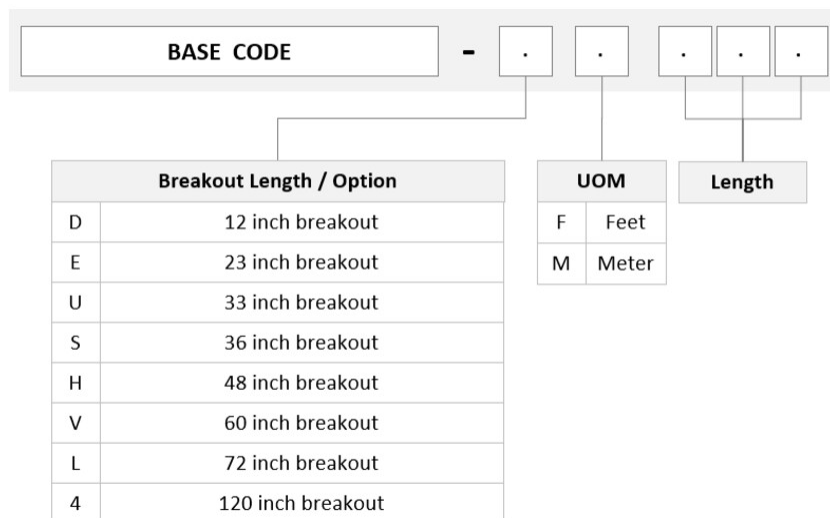 BASE CODE - . . . . .
Breakout Length / Option
D 12 inch breakout
E 23 inch breakout
U 33 inch breakout
S 36 inch breakout
H 48 inch breakout
V 60 inch breakout
L 72 inch breakout
4 120 inch breakout
UOM
F Feet
M Meter
Length